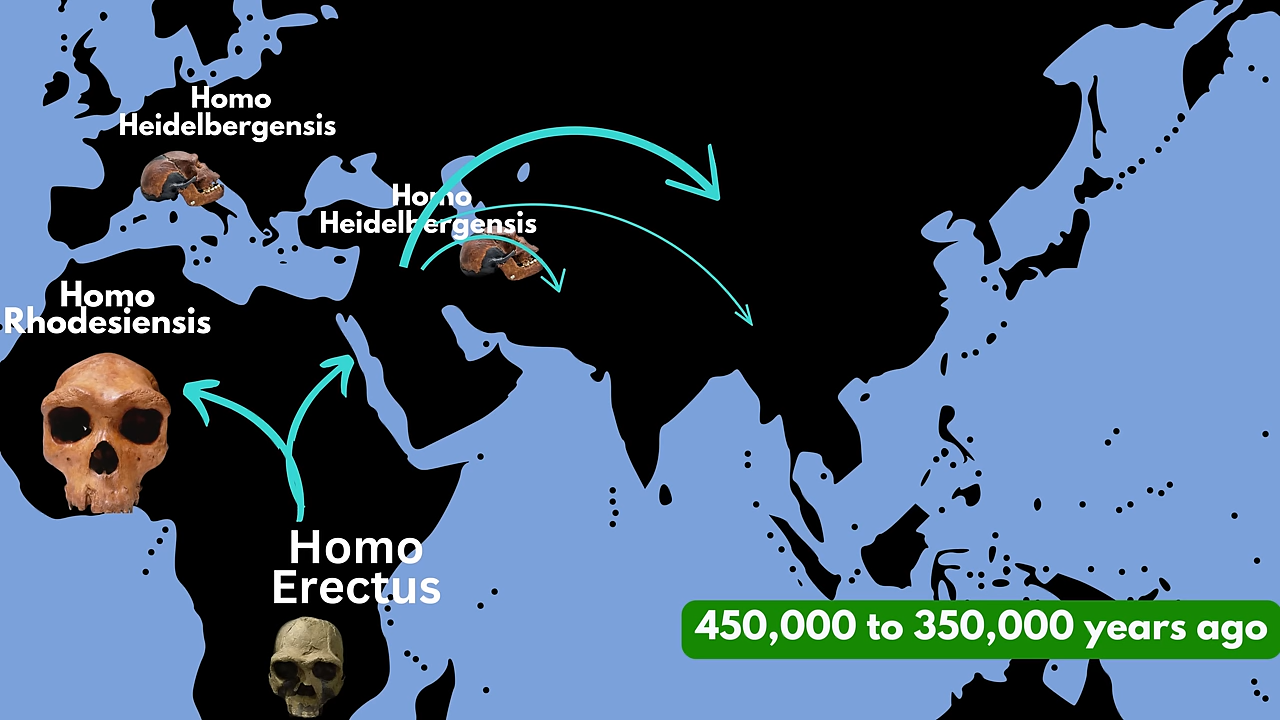 Homo
Heidelbergensis
Homo
Heidelbergensis
Homo
Rhodesiensis
Homo
Erectus
450,000 to 350,000 years ago